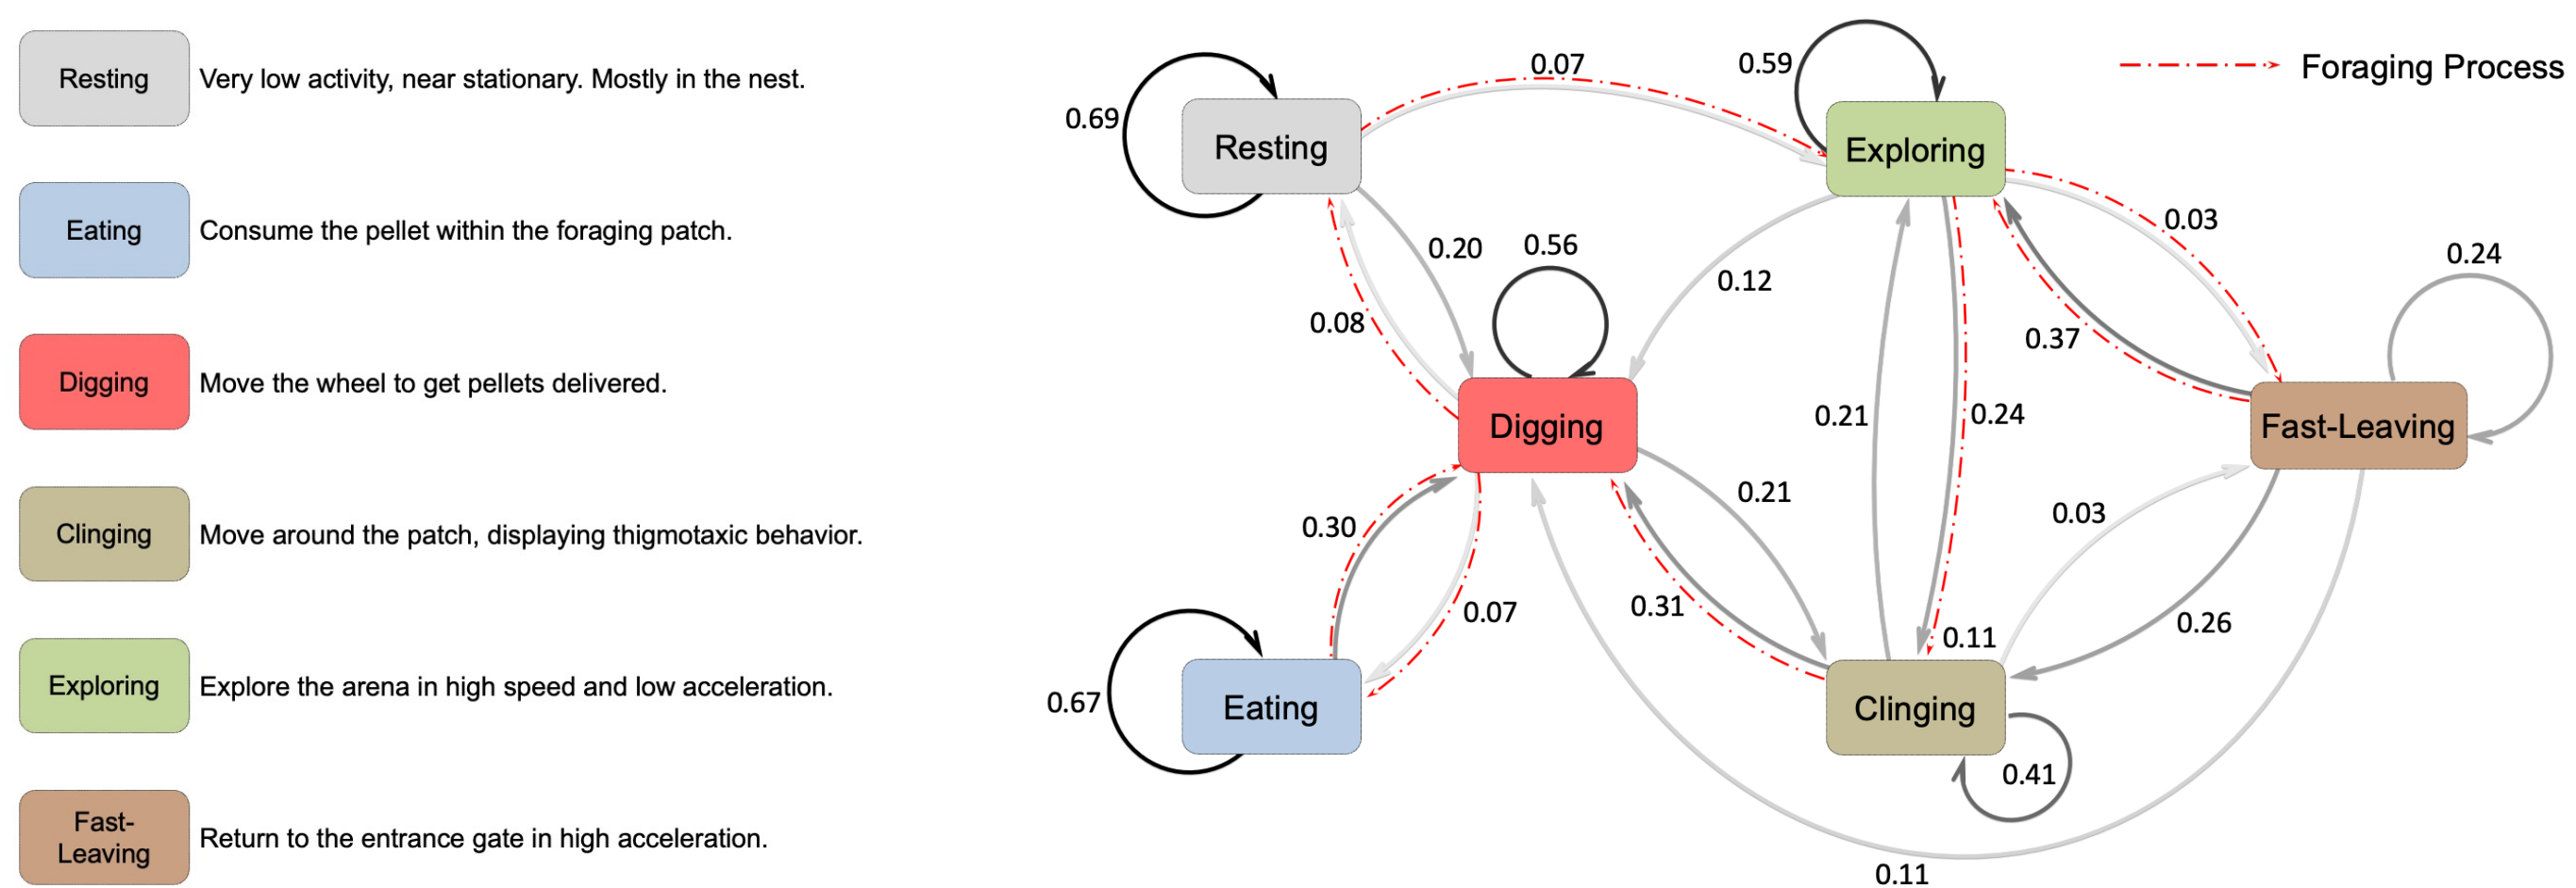 Resting
Very low activity, near stationary. Mostly in the nest.
Eating
Consume the pellet within the foraging patch.
Digging
Move the wheel to get pellets delivered.
Clinging
Move around the patch, displaying thigmotaxic behavior.
Exploring
Explore the arena in high speed and low acceleration.
Fast-
Leaving
Return to the entrance gate in high acceleration.
Foraging Process
0.07
0.59
0.69
Resting
Exploring
0.03
0.20
0.56
0.24
0.12
0.08
0.37
0.21
0.24
Digging
Fast-Leaving
0.21
0.30
0.03
0.31
0.07
0.26
0.11
0.67
Eating
Clinging
0.41
0.11